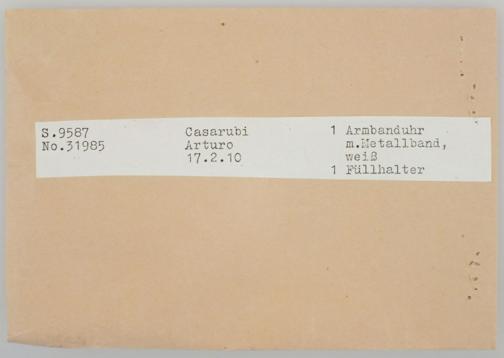 S.9587 Casarubi 1 Armbanduhr
No.31985 Arturo m.Metallband,
17.2.10 weiß
1 Füllhalter